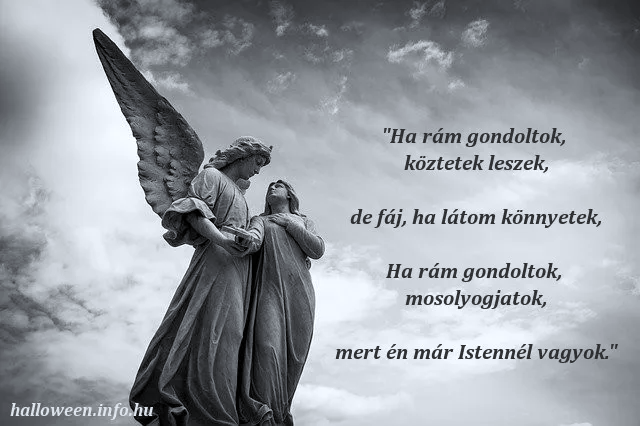 "Ha rám gondoltok,
köztetek leszek,
de fáj, ha látom könnyetek,
Ha rám gondoltok,
mosolyogjatok,
mert én már Istennél vagyok."
halloween.info.hu